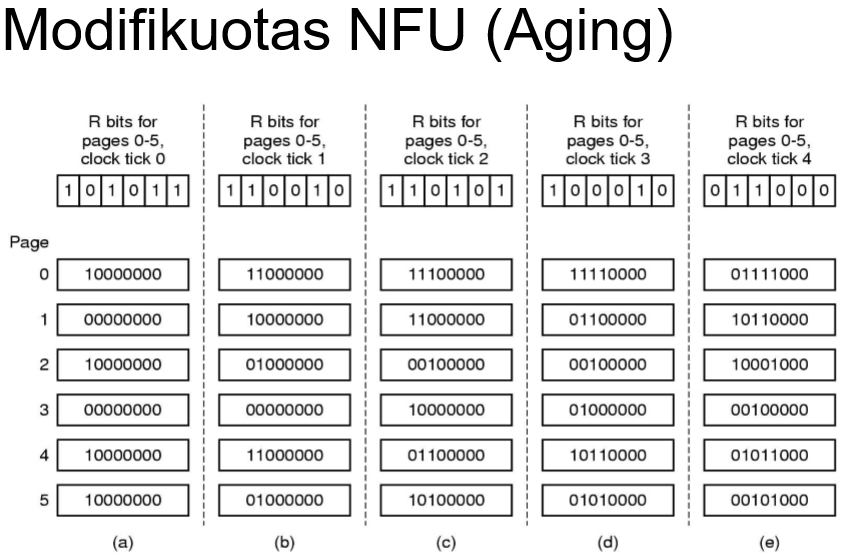 Modifikuotas NFU (Aging)
R bits for pages 0-5, clock tick 0
R bits for pages 0-5, clock tick 1
R bits for pages 0-5, clock tick 2
R bits for pages 0-5, clock tick 3
R bits for pages 0-5, clock tick 4
1 0 1 0 1 1
1 1 0 0 1 0
1 1 0 1 0 1
1 0 0 0 1 0
0 1 1 0 0 0
Page
0 10000000 11000000 11100000 11110000 01111000
1 00000000 10000000 11000000 01100000 10110000
2 10000000 01000000 00100000 00100000 10001000
3 00000000 00000000 10000000 01000000 00100000
4 10000000 11000000 01100000 10110000 01011000
5 10000000 01000000 10100000 01010000 00101000
(a) (b) (c) (d) (e)